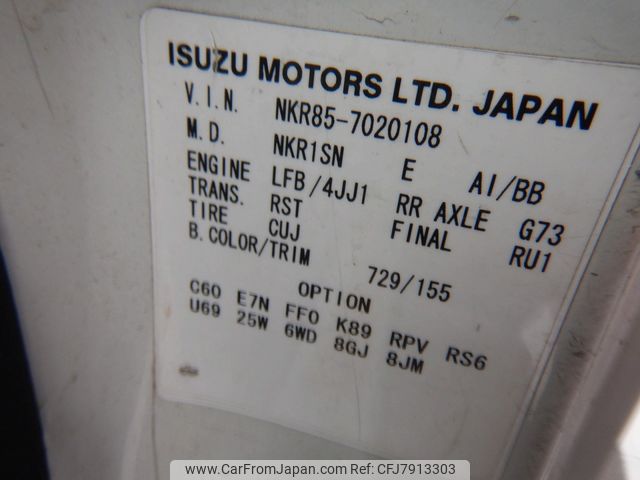 ISUZU MOTORS LTD. JAPAN
V.I.N. NKR85-7020108
M.D. NKR1SN E AI/BB
ENGINE LFB/4JJ1 RR AXLE G73
TRANS. RST FINAL RU1
TIRE CUJ
B.COLOR/TRIM 729/155
OPTION
C60 E7N FF0 K89 RPV RS6
U69 25W 6WD 8GJ 8JM
www.CarFromJapan.com | Stock ID: CFJ7913303